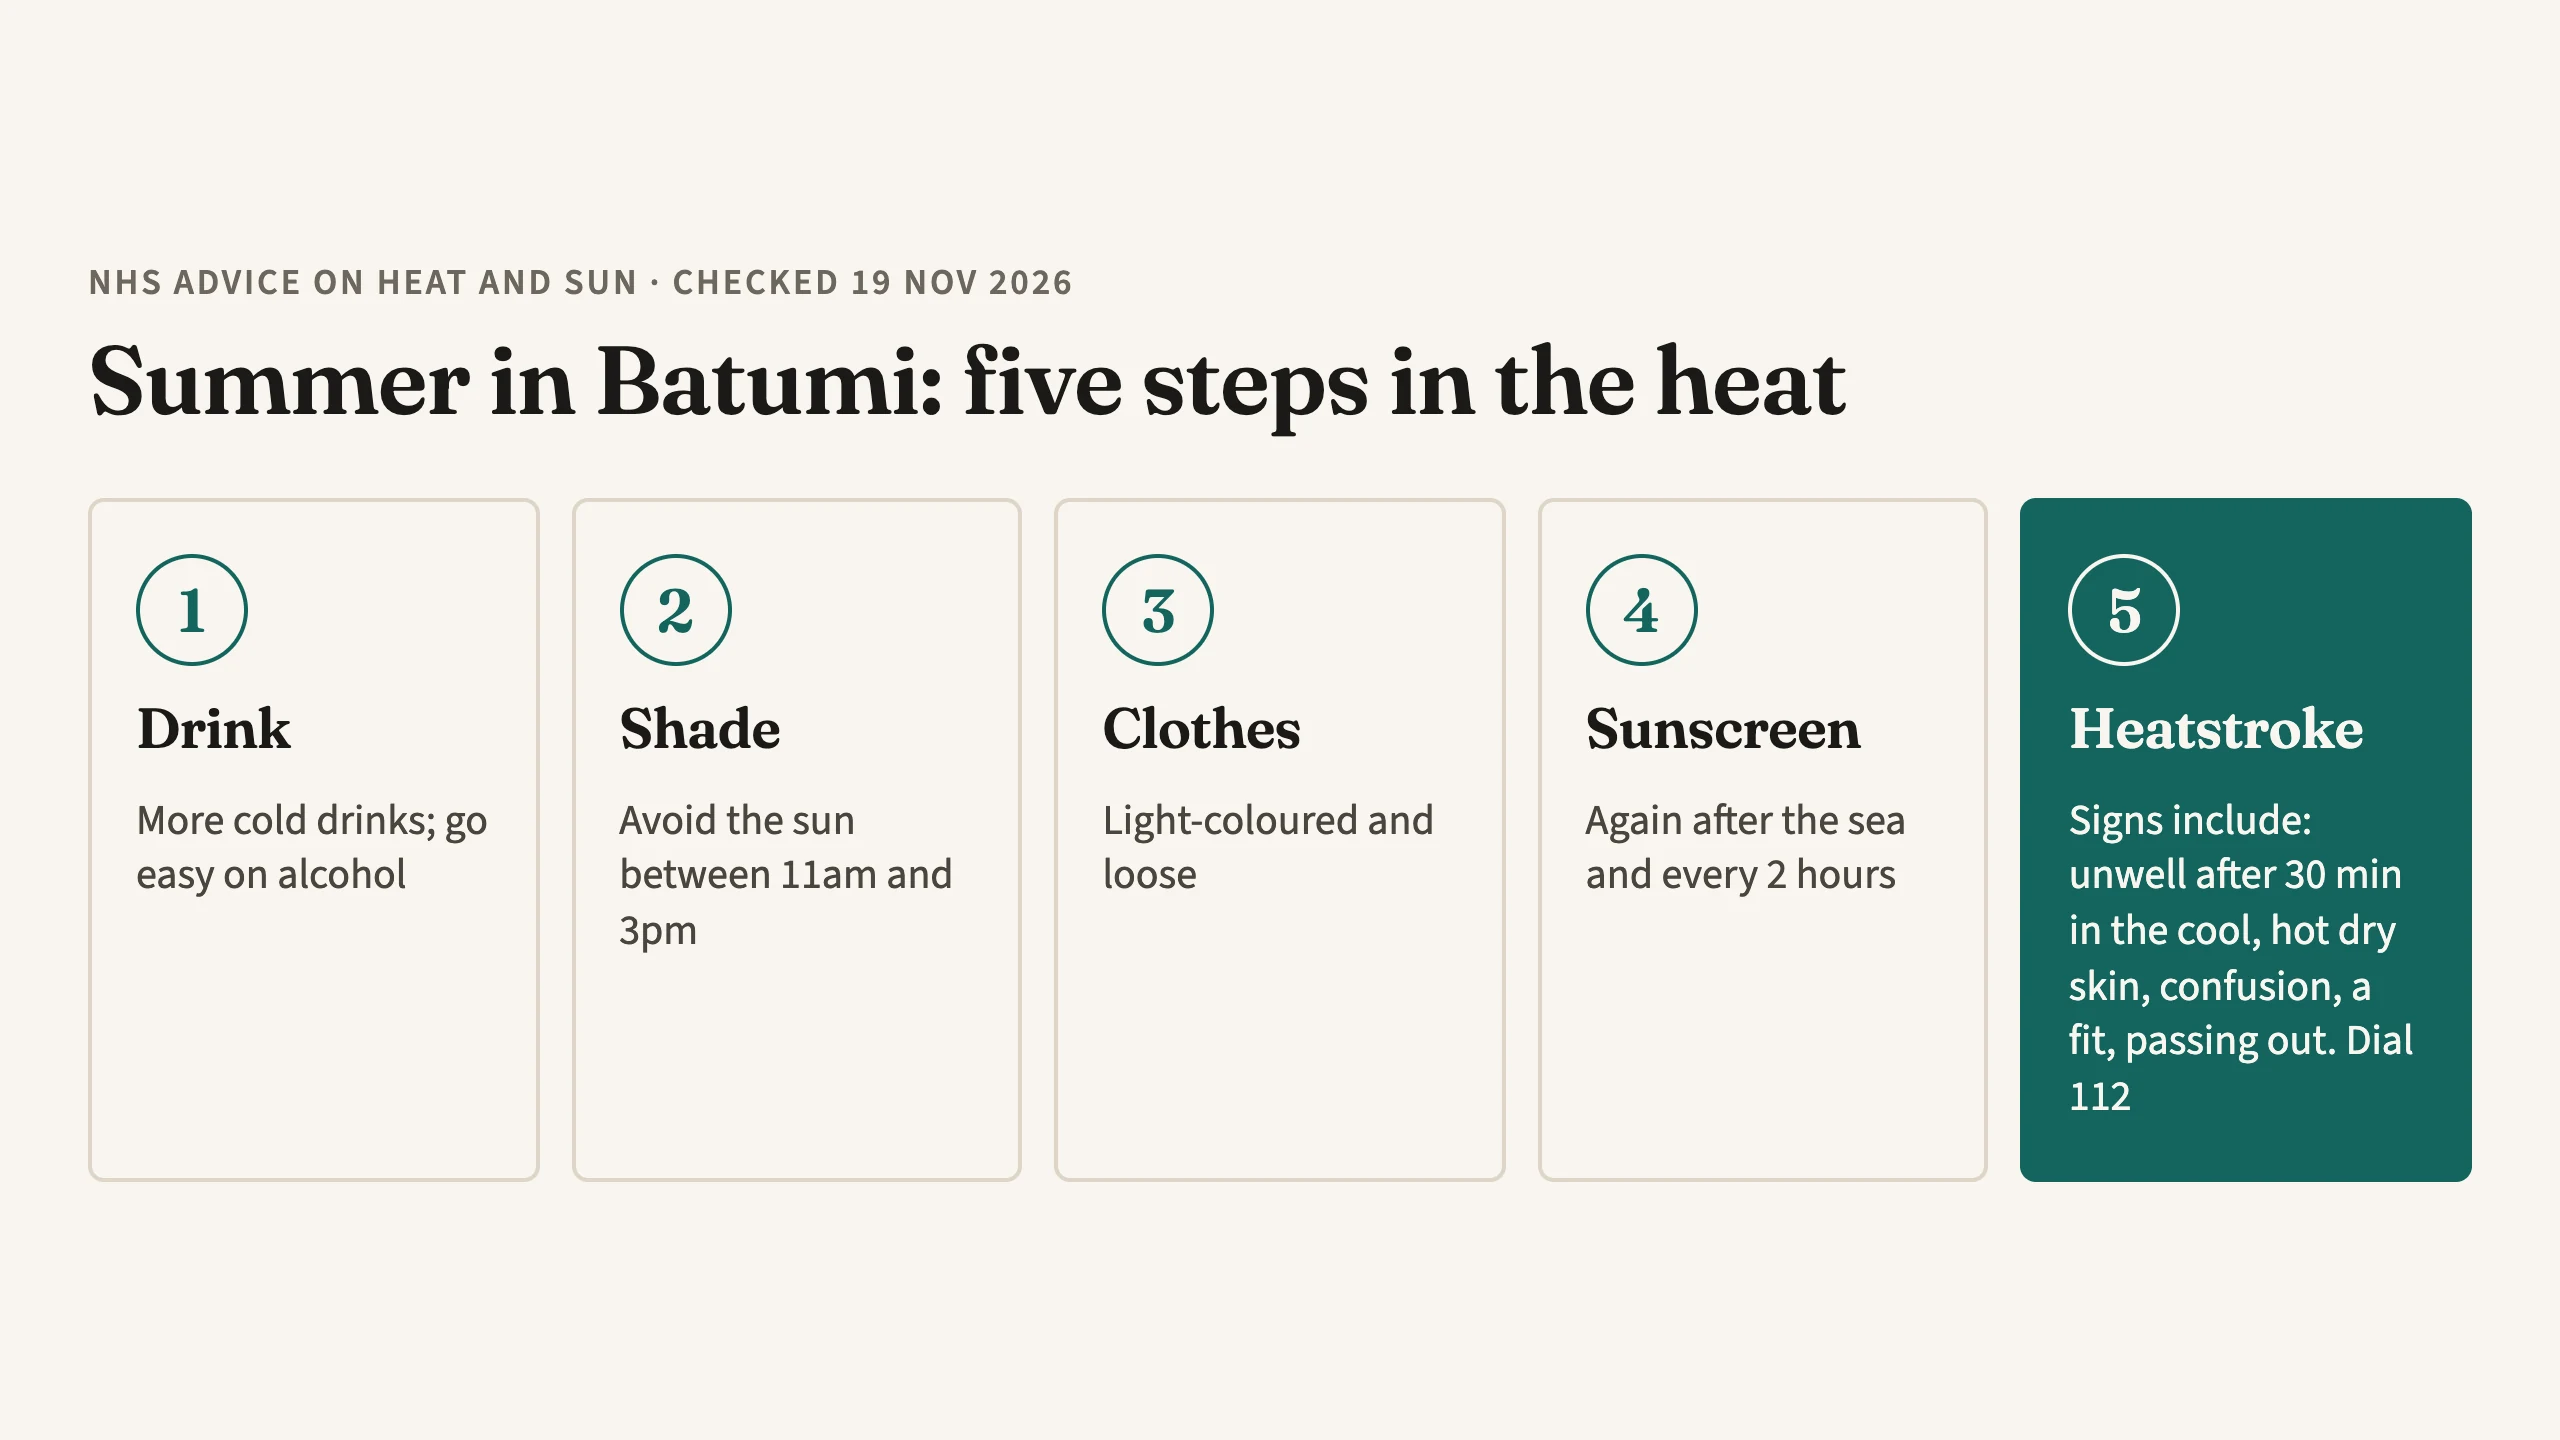 NHS ADVICE ON HEAT AND SUN · CHECKED 19 NOV 2026
Summer in Batumi: five steps in the heat
1
Drink
More cold drinks; go
easy on alcohol
2
Shade
Avoid the sun
between 11am and
3pm
3
Clothes
Light-coloured and
loose
4
Sunscreen
Again after the sea
and every 2 hours
5
Heatstroke
Signs include:
unwell after 30 min
in the cool, hot dry
skin, confusion, a
fit, passing out. Dial
112